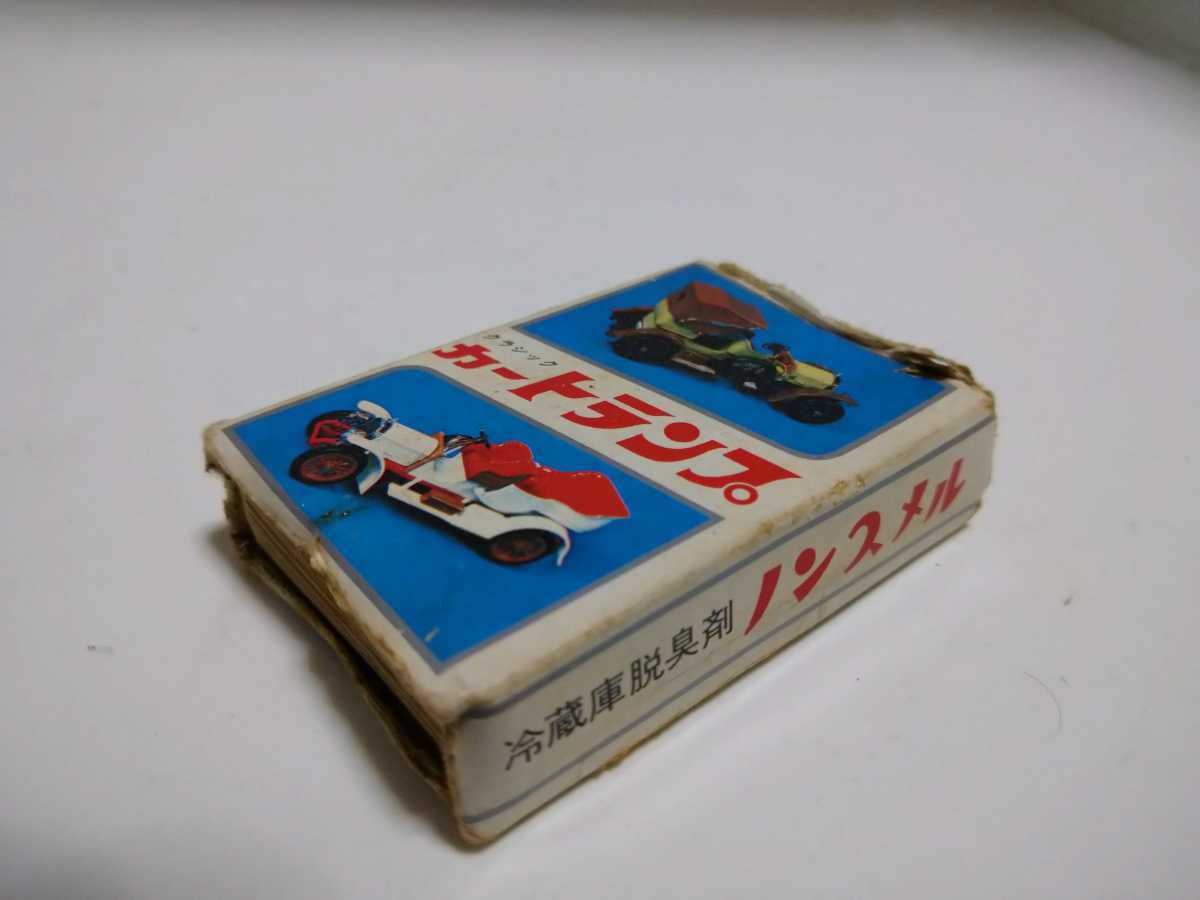 クラシック
カートランプ
冷蔵庫脱臭剤 ノンスメル